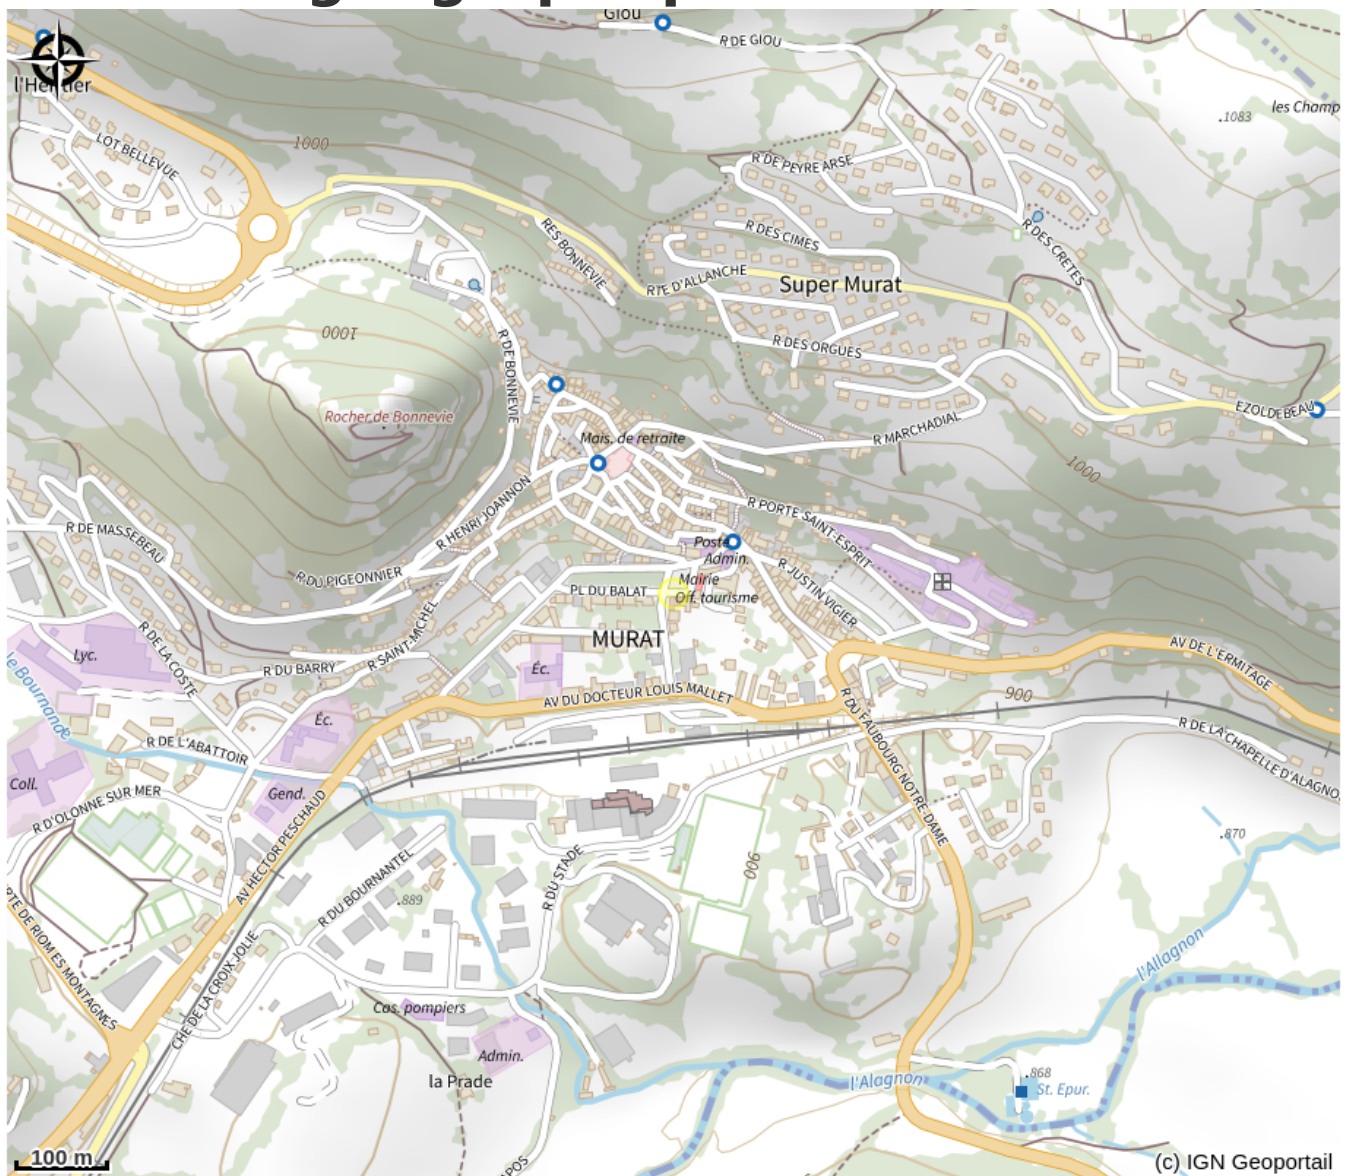 Giou
R DE GIOU
l'Heritier
les Champ
.1083
LOT BELLEVUE
1000
R DE PEYRE ARSE
RES BONNEVIE
R DES CIMES
R DES CRETES
RTE D'ALLANCHE
Super Murat
1000
R DE BONNEVIE
R DES ORGUES
Rocher de Bonnevie
EZOLDEBEAU
Mais. de retraite
R MARCHADIAL
1000
R HENRI JOANNON
R PORTE SAINT-ESPRIT
R DE MASSEBEAU
Poste
Admin.
R DU PIGEONNIER
Mairie
R JUSTIN VIGIER
PL DU BALAT
Off. tourisme
MURAT
R SAINT-MICHEL
R DE LA COSTE
Lyc.
R DU BARRY
Éc.
AV DE L'ERMITAGE
le Bournandel
AV DU DOCTEUR LOUIS MALLET
900
Éc.
R DU FAUBOURG NOTRE-DAME
R DE LA CHAPELLE D'ALAGNO
R DE L'ABATTOIR
Coll.
Gend.
R D'OLONNE SUR MER
AV HECTOR PESCHAUD
.870
900
R DU BOURNANTEL
R DU STADE
.889
RTE DE RIOM ES MONTAGNES
CHE DE LA CROIX JOLIE
l'Allagnon
Cas. pompiers
Admin.
la Prade
l'Alagnon
.868
St. Epur.
100 m
APOS
(c) IGN Geoportail